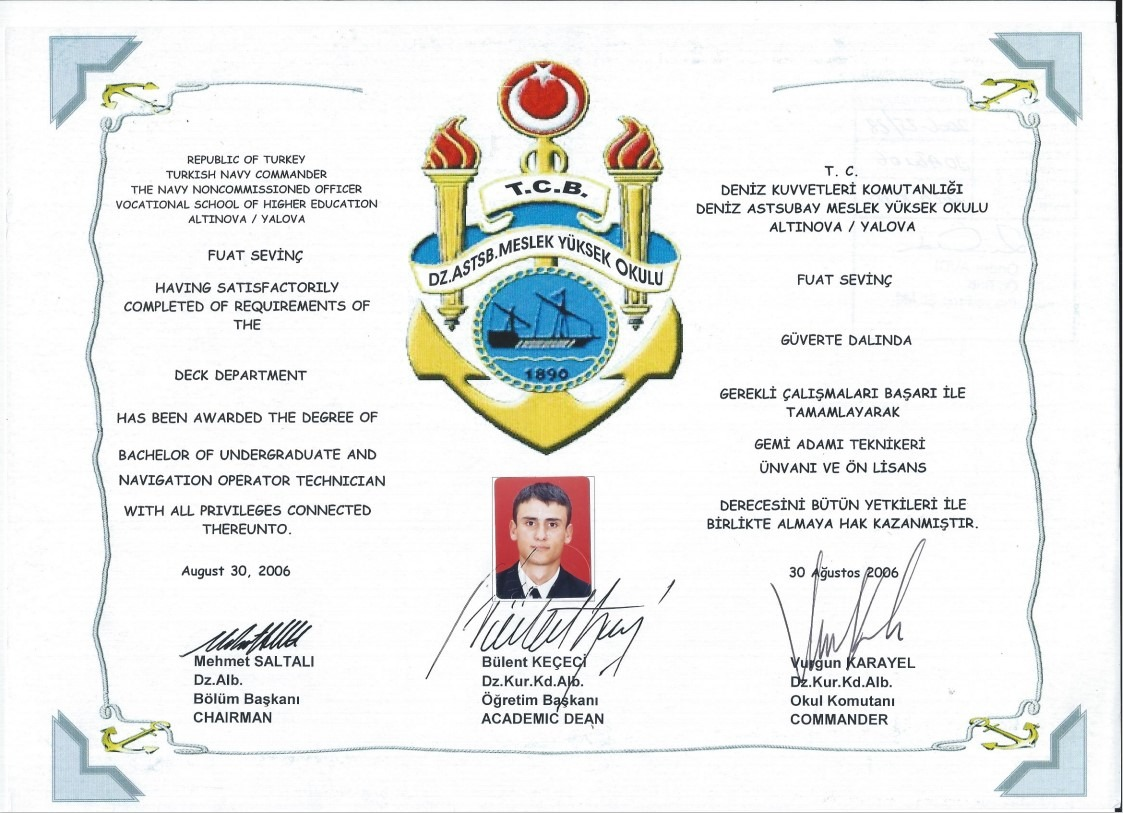 T.C.B.
DZ.ASTSB.MESLEK YÜKSEK OKULU
1890
REPUBLIC OF TURKEY
TURKISH NAVY COMMANDER
THE NAVY NONCOMMISSIONED OFFICER
VOCATIONAL SCHOOL OF HIGHER EDUCATION
ALTINOVA / YALOVA
FUAT SEVİNÇ
HAVING SATISFACTORILY
COMPLETED OF REQUIREMENTS OF
THE
DECK DEPARTMENT
HAS BEEN AWARDED THE DEGREE OF
BACHELOR OF UNDERGRADUATE AND
NAVIGATION OPERATOR TECHNICIAN
WITH ALL PRIVILEGES CONNECTED
THEREUNTO.
August 30, 2006
T. C.
DENİZ KUVVETLERİ KOMUTANLIĞI
DENİZ ASTSUBAY MESLEK YÜKSEK OKULU
ALTINOVA / YALOVA
FUAT SEVİNÇ
GÜVERTE DALINDA
GEREKLİ ÇALIŞMALARI BAŞARI İLE
TAMAMLAYARAK
GEMİ ADAMI TEKNİKERİ
ÜNVANI VE ÖN LİSANS
DERECESİNİ BÜTÜN YETKİLERİ İLE
BİRLİKTE ALMAYA HAK KAZANMIŞTIR.
30 Ağustos 2006
Mehmet SALTALI
Dz.Alb.
Bölüm Başkanı
CHAIRMAN
Bülent KEÇECİ
Dz.Kur.Kd.Alb.
Öğretim Başkanı
ACADEMIC DEAN
Vurgun KARAYEL
Dz.Kur.Kd.Alb.
Okul Komutanı
COMMANDER